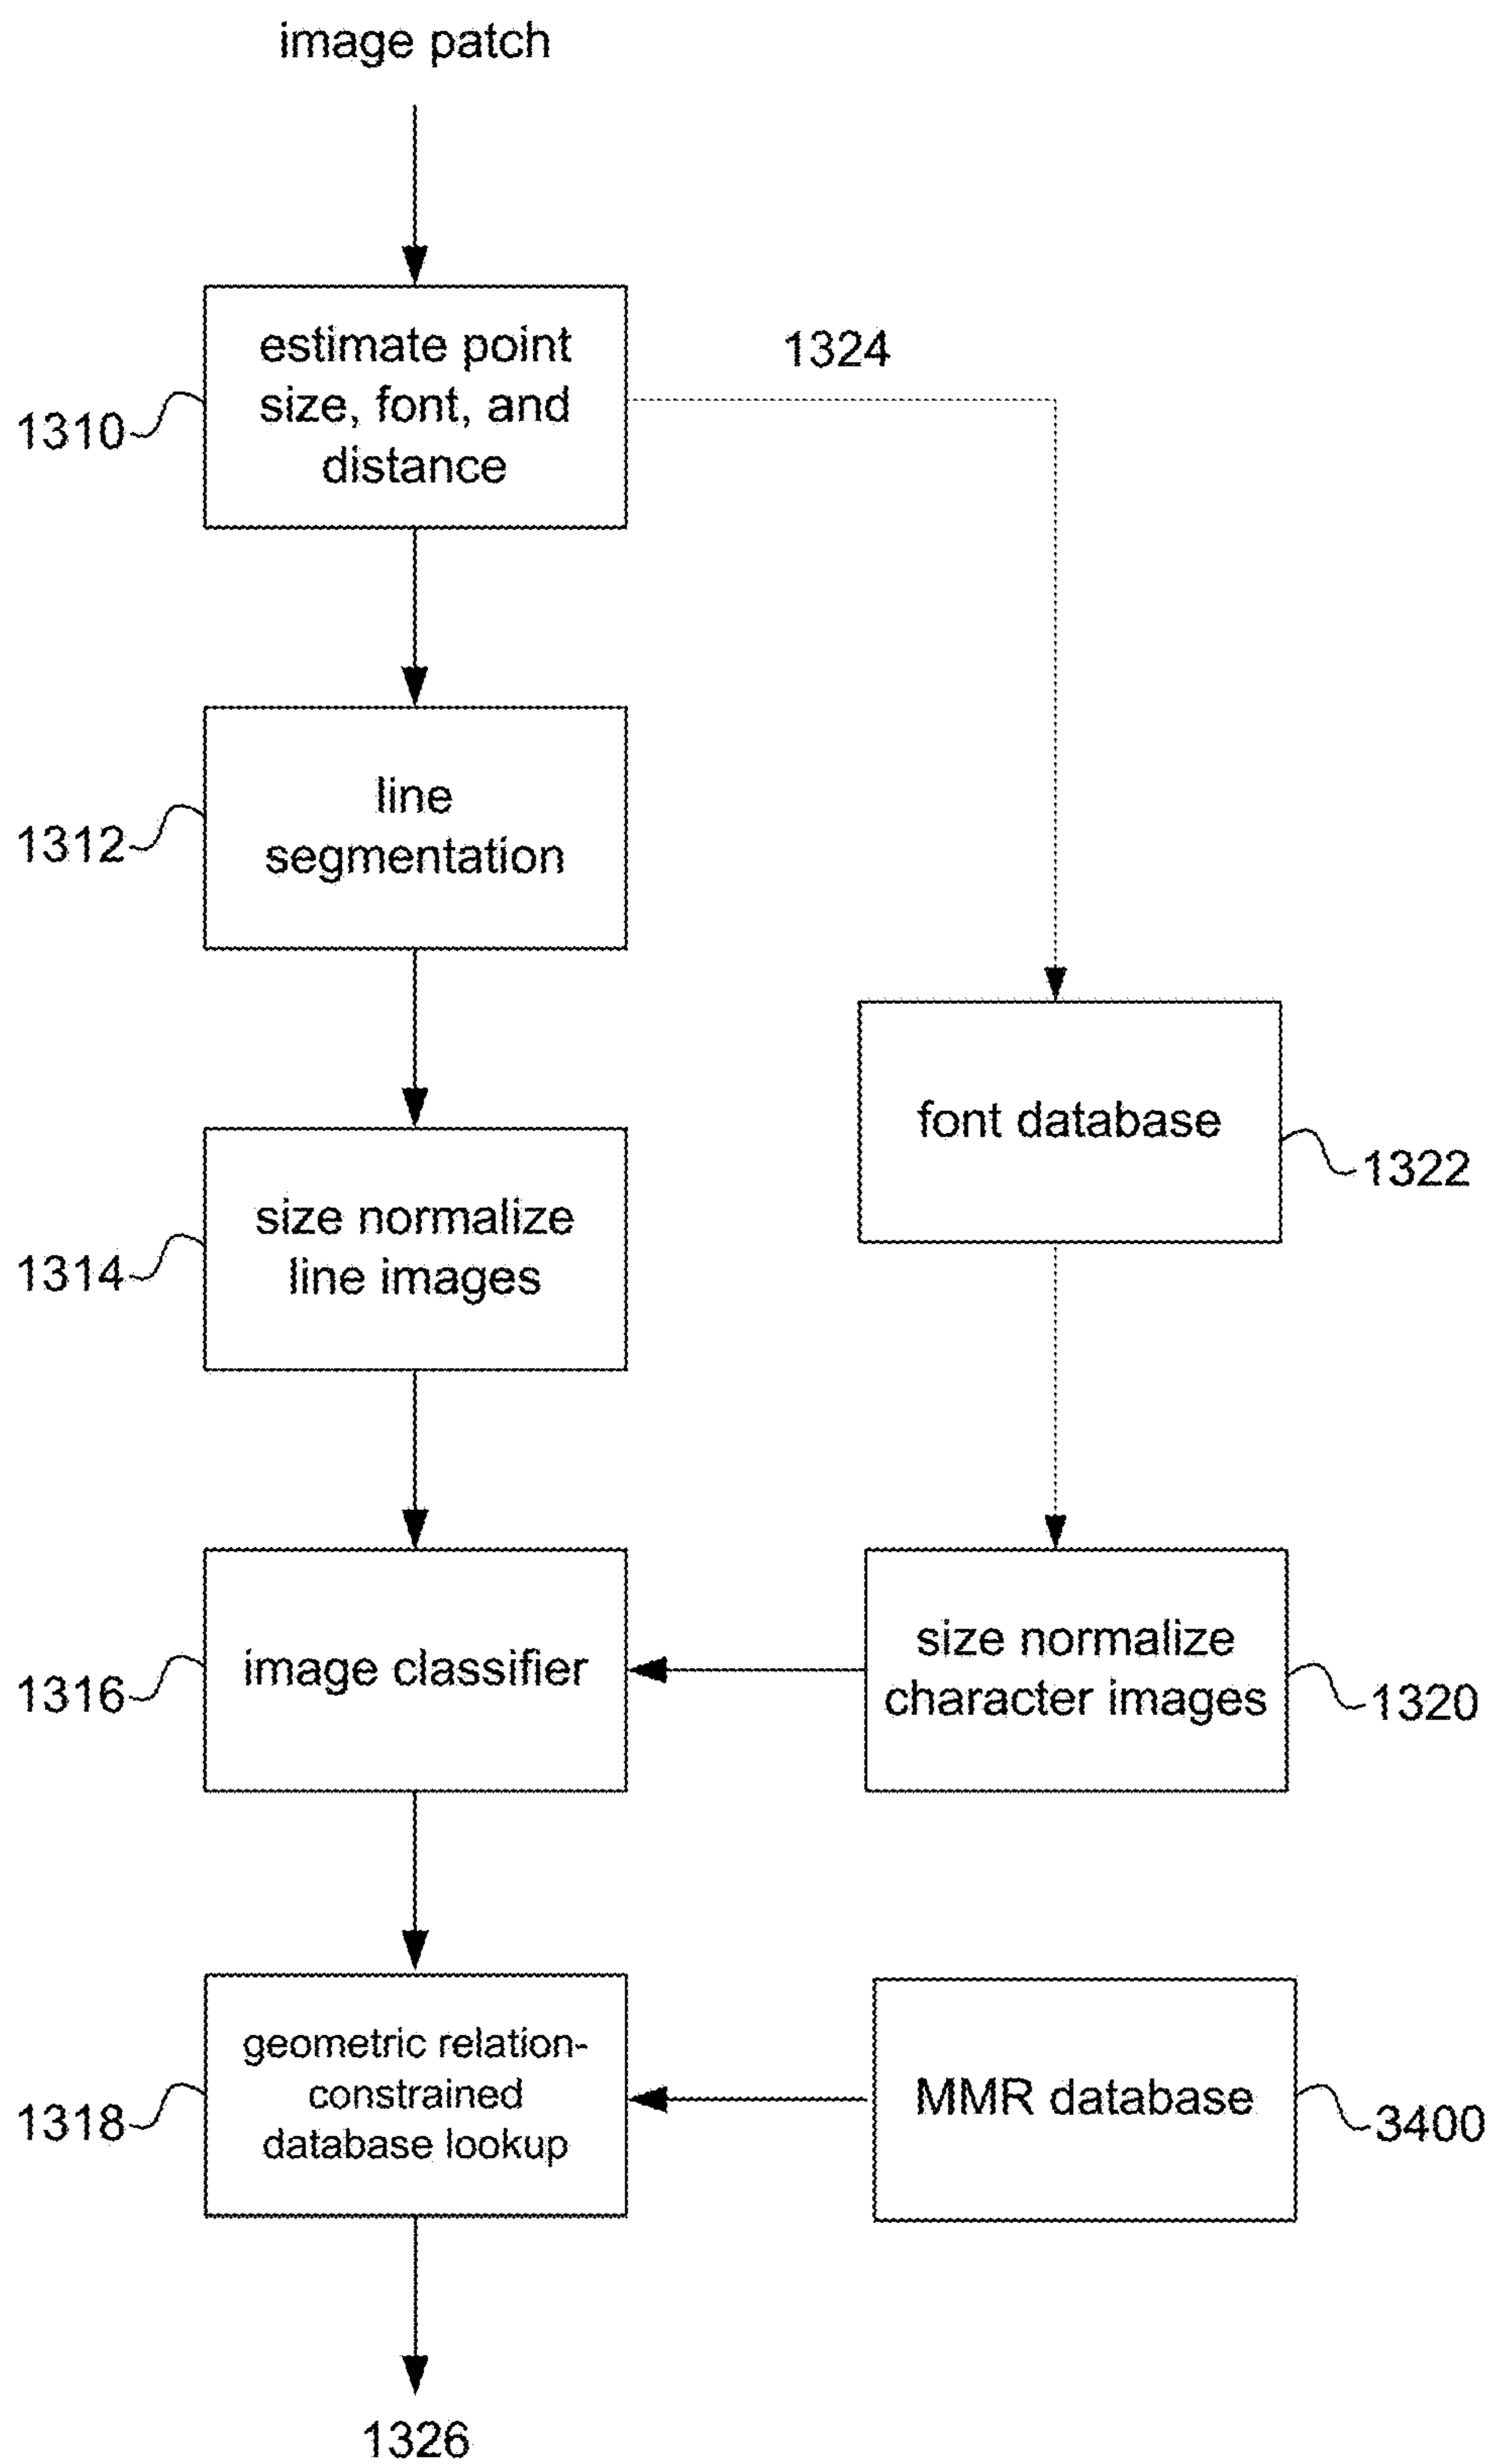 image patch
estimate point
size, font, and
distance
1310
1324
line
segmentation
1312
font database
1322
size normalize
line images
1314
image classifier
1316
size normalize
character images
1320
geometric relation-
constrained
database lookup
1318
MMR database
3400
1326